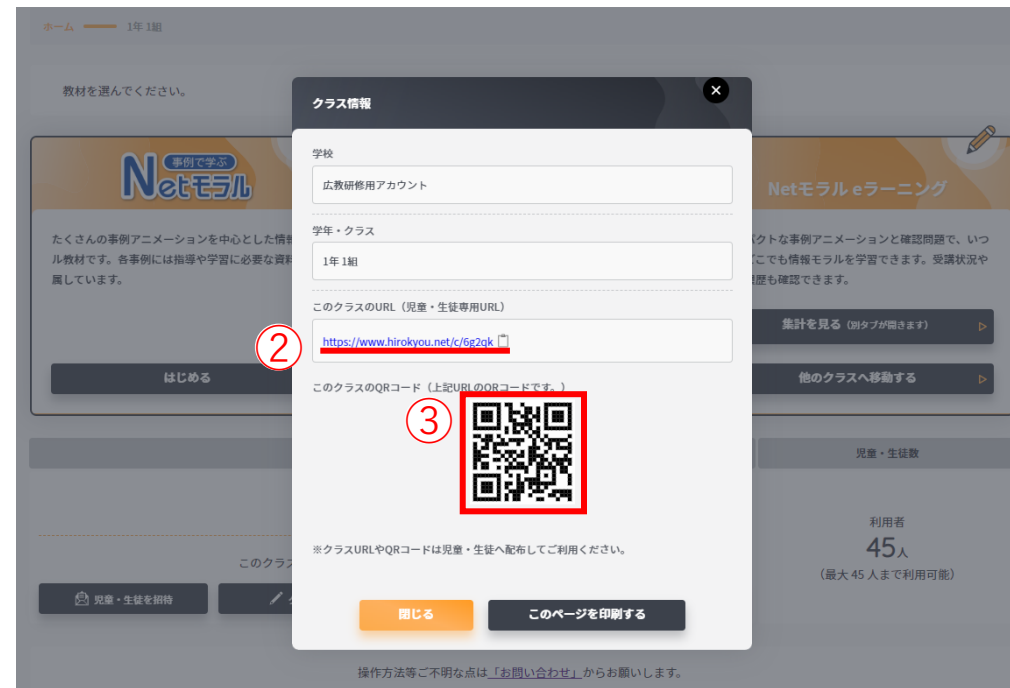 ホーム 1年 1組
教材を選んでください。
クラス情報
学校
広教研修用アカウント
学年・クラス
1年 1組
このクラスのURL（児童・生徒専用URL）
②
https://www.hirokyou.net/c/6g2qk
このクラスのQRコード（上記URLのQRコードです。）
③
※クラスURLやQRコードは児童・生徒へ配布してご利用ください。
閉じる
このページを印刷する
事例で学ぶ
Netモラル
たくさんの事例アニメーションを中心とした情
ル教材です。各事例には指導や学習に必要な資
属しています。
はじめる
Netモラル eラーニング
クトな事例アニメーションと確認問題で、いつ
こでも情報モラルを学習できます。受講状況や
歴も確認できます。
集計を見る（別タブが開きます）
他のクラスへ移動する
児童・生徒数
利用者
45人
（最大 45 人まで利用可能）
このクラ
児童・生徒を招待
操作方法等ご不明な点は「お問い合わせ」からお願いします。